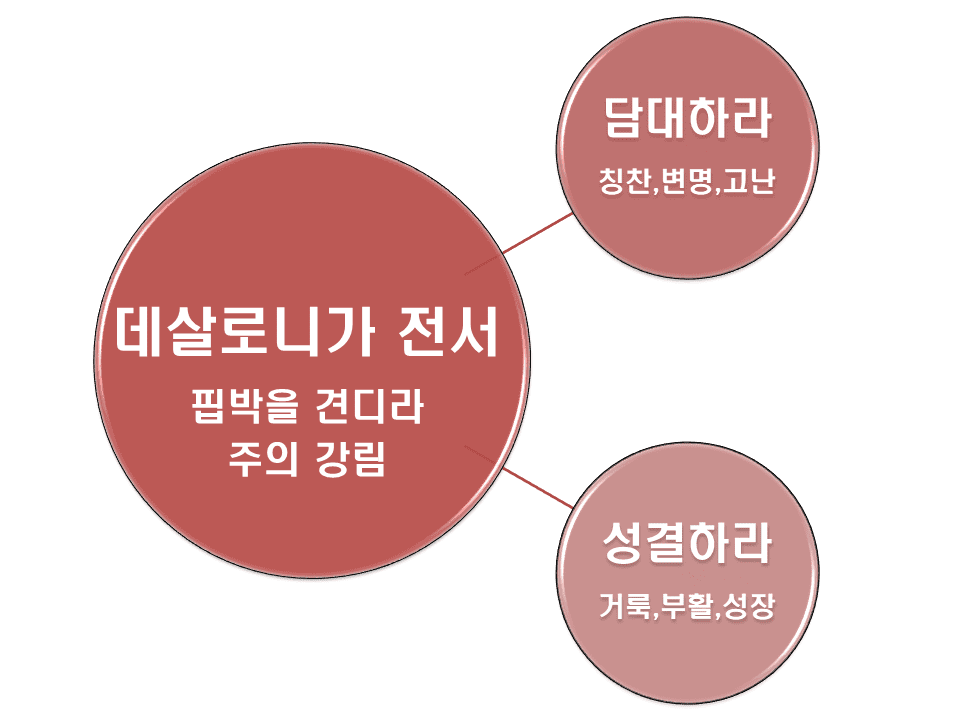 데살로니가 전서
핍박을 견디라
주의 강림
담대하라
칭찬,변명,고난
성결하라
거룩,부활,성장